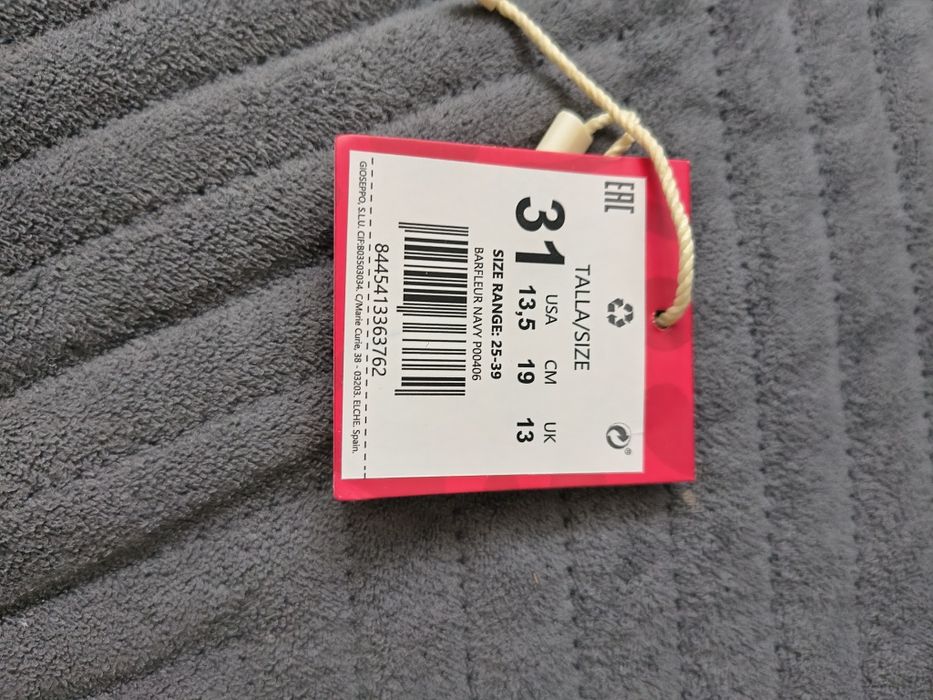 EAC
TALLA/SIZE
31
USA CM UK
13,5 19 13
SIZE RANGE: 25-39
BARFLEUR NAVY P00406
8445413363762
GIOSEPPO, S.L.U. CIF:B03503034. C/Marie Curie, 38 - 03203. ELCHE. Spain.